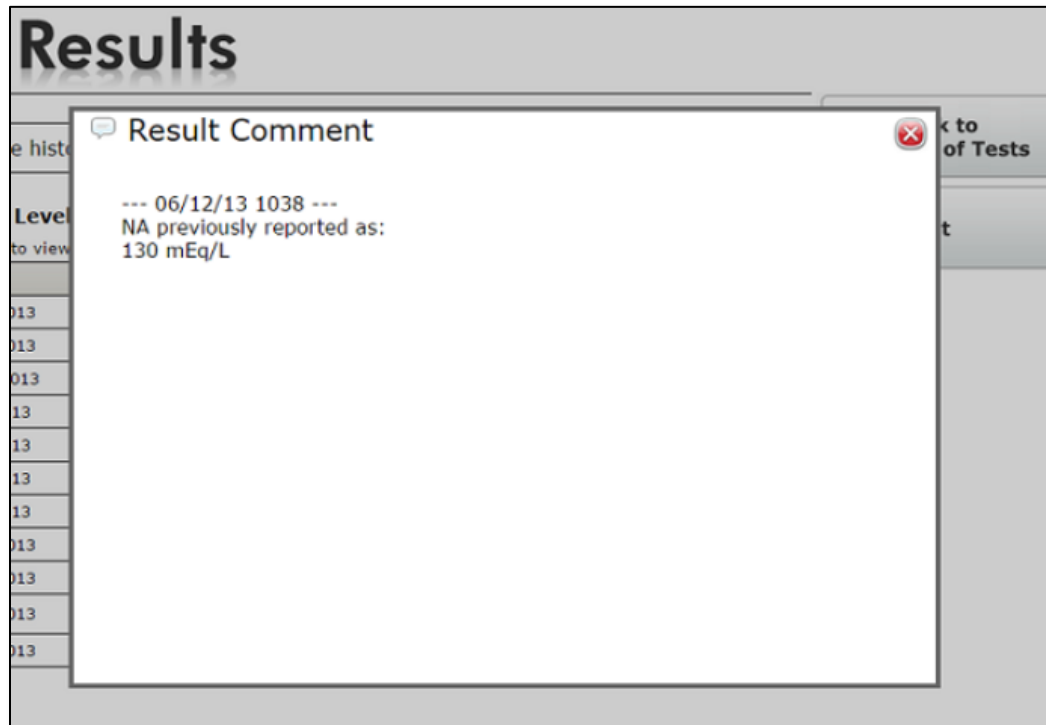 Results
Result Comment
--- 06/12/13 1038 ---
NA previously reported as:
130 mEq/L
to
of Tests
Level
to view
013
013
013
13
13
13
13
013
013
013
013